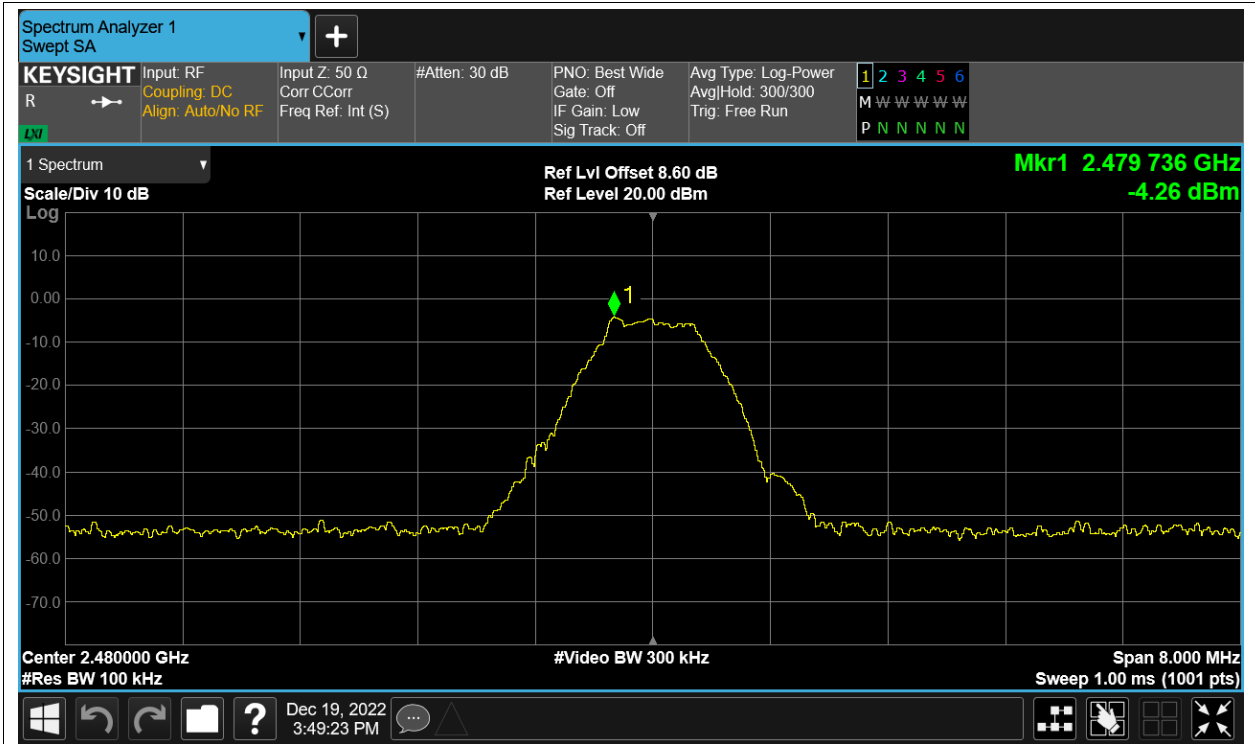 Spectrum Analyzer 1
Swept SA
KEYSIGHT
R
LXI
Input: RF
Coupling: DC
Align: Auto/No RF
Input Z: 50 Ω
Corr CCorr
Freq Ref: Int (S)
#Atten: 30 dB
PNO: Best Wide
Gate: Off
IF Gain: Low
Sig Track: Off
Avg Type: Log-Power
Avg|Hold: 300/300
Trig: Free Run
1 2 3 4 5 6
M W W W W W W
P N N N N N N
1 Spectrum
Scale/Div 10 dB
Log
Ref Lvl Offset 8.60 dB
Ref Level 20.00 dBm
Mkr1 2.479 736 GHz
-4.26 dBm
10.0
0.00
-10.0
-20.0
-30.0
-40.0
-50.0
-60.0
-70.0
1
Center 2.480000 GHz
#Video BW 300 kHz
Span 8.000 MHz
#Res BW 100 kHz
Sweep 1.00 ms (1001 pts)
?
Dec 19, 2022
3:49:23 PM